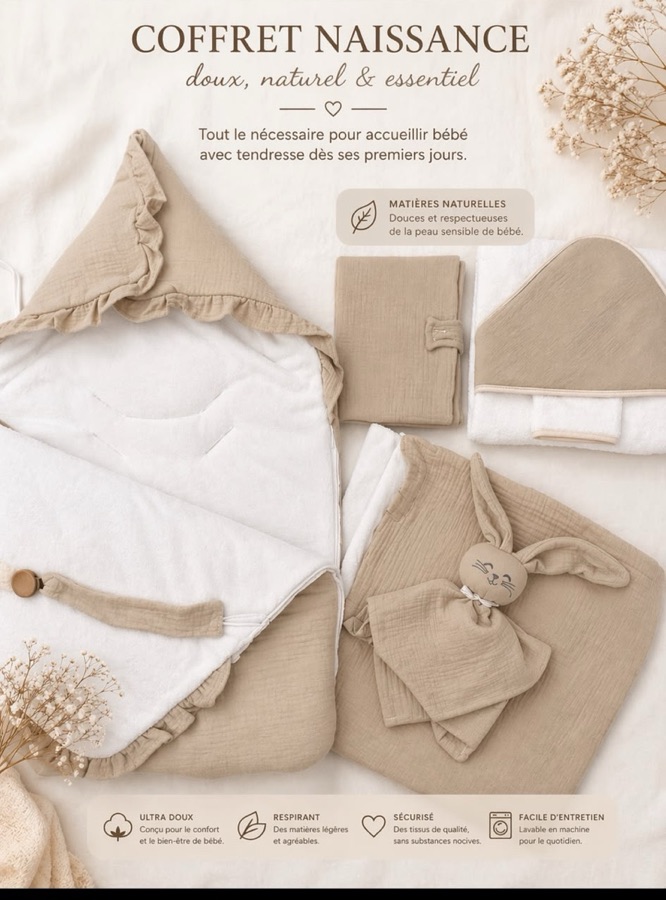 COFFRET NAISSANCE
doux, naturel & essentiel
Tout le nécessaire pour accueillir bébé
avec tendresse dès ses premiers jours.
MATIÈRES NATURELLES
Douces et respectueuses
de la peau sensible de bébé.
ULTRA DOUX
Conçu pour le confort
et le bien-être de bébé.
RESPIRANT
Des matières légères
et agréables.
SÉCURISÉ
Des tissus de qualité,
sans substances nocives.
FACILE D'ENTRETIEN
Lavable en machine
pour le quotidien.